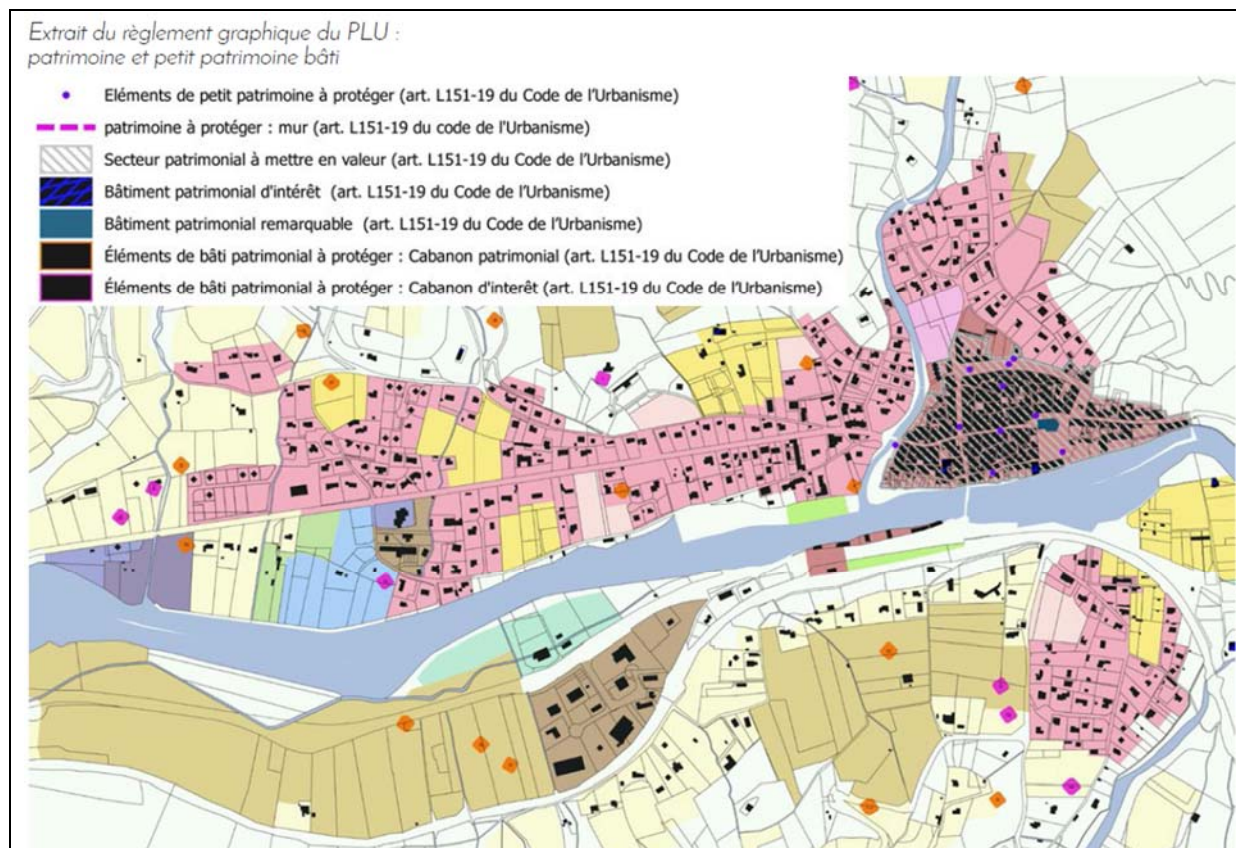 Extrait du règlement graphique du PLU :
patrimoine et petit patrimoine bâti
Eléments de petit patrimoine à protéger (art. L151-19 du Code de l'Urbanisme)
patrimoine à protéger : mur (art. L151-19 du code de l'Urbanisme)
Secteur patrimonial à mettre en valeur (art. L151-19 du Code de l'Urbanisme)
Bâtiment patrimonial d'intérêt (art. L151-19 du Code de l'Urbanisme)
Bâtiment patrimonial remarquable (art. L151-19 du Code de l'Urbanisme)
Éléments de bâti patrimonial à protéger : Cabanon patrimonial (art. L151-19 du Code de l'Urbanisme)
Éléments de bâti patrimonial à protéger : Cabanon d'interêt (art. L151-19 du Code de l'Urbanisme)